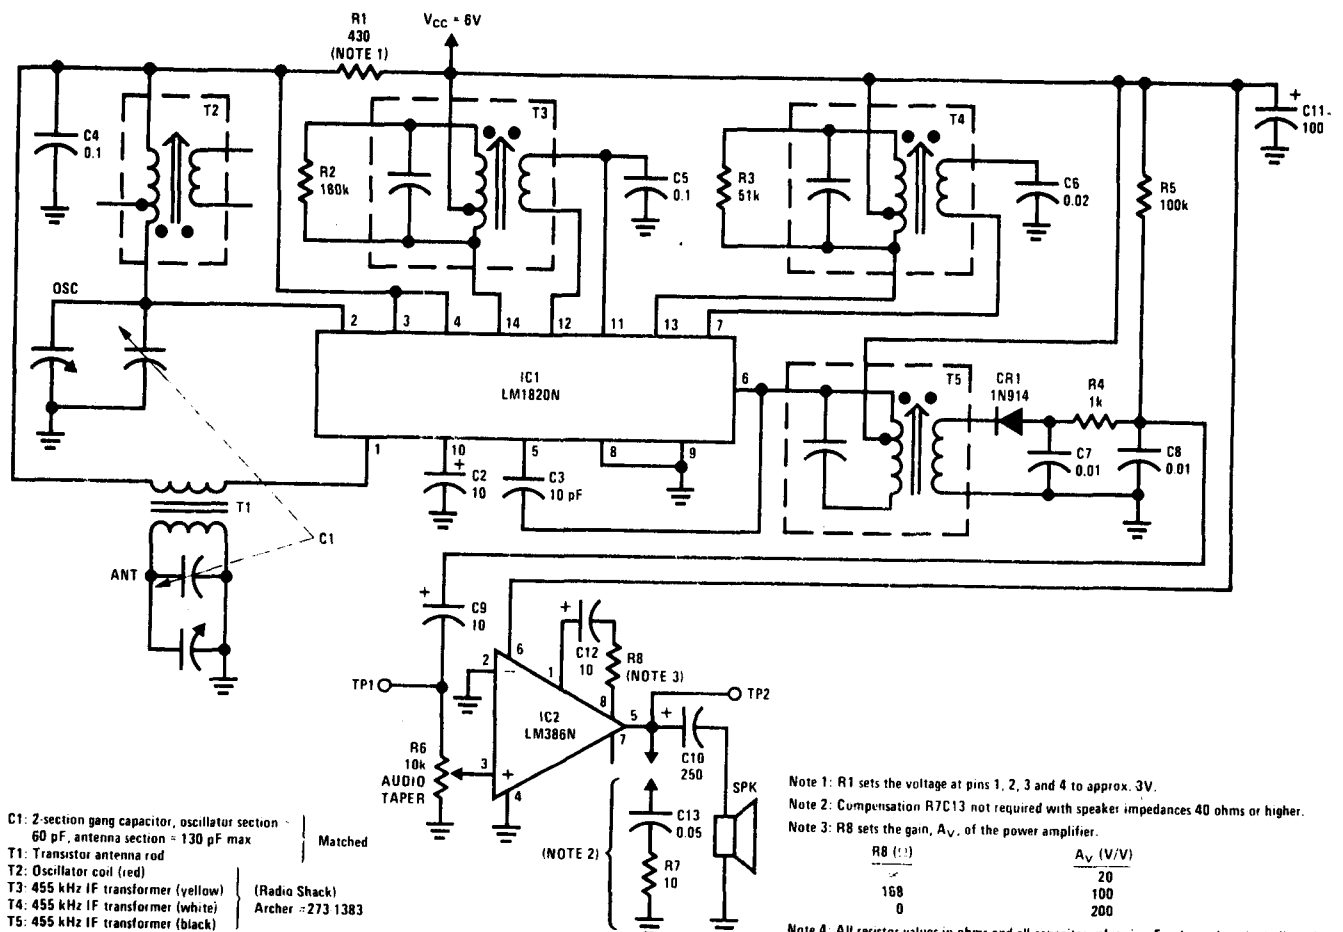 R1
430
(NOTE 1)
VCC = 6V
T2
T3
T4
C4
0.1
R2
180k
C5
0.1
R3
51k
C6
0.02
R5
100k
C11
100
+
OSC
2 3 4 14 12 11 13 7
IC1
LM1820N
6
1 10 5 8 9
T5
CR1
1N914
R4
1k
C7
0.01
C8
0.01
+
C2
10
C3
10 pF
T1
C1
ANT
+
C9
10
+
C12
10
R8
(NOTE 3)
2 6 1 8
TP1
TP2
IC2
LM386N
5
7
+
C10
250
R6
10k
AUDIO
TAPER
3
4
SPK
C13
0.05
(NOTE 2)
R7
10
C1: 2-section gang capacitor, oscillator section =
60 pF, antenna section = 130 pF max
Matched
T1: Transistor antenna rod
T2: Oscillator coil (red)
T3: 455 kHz IF transformer (yellow)
T4: 455 kHz IF transformer (white)
T5: 455 kHz IF transformer (black)
(Radio Shack)
Archer =273 1383
Note 1: R1 sets the voltage at pins 1, 2, 3 and 4 to approx. 3V.
Note 2: Compensation R7C13 not required with speaker impedances 40 ohms or higher.
Note 3: R8 sets the gain, AV, of the power amplifier.
R8 (Ω) AV (V/V)
∞ 20
168 100
0 200
Note 4: All resistor values in ohms and all capacitor values in